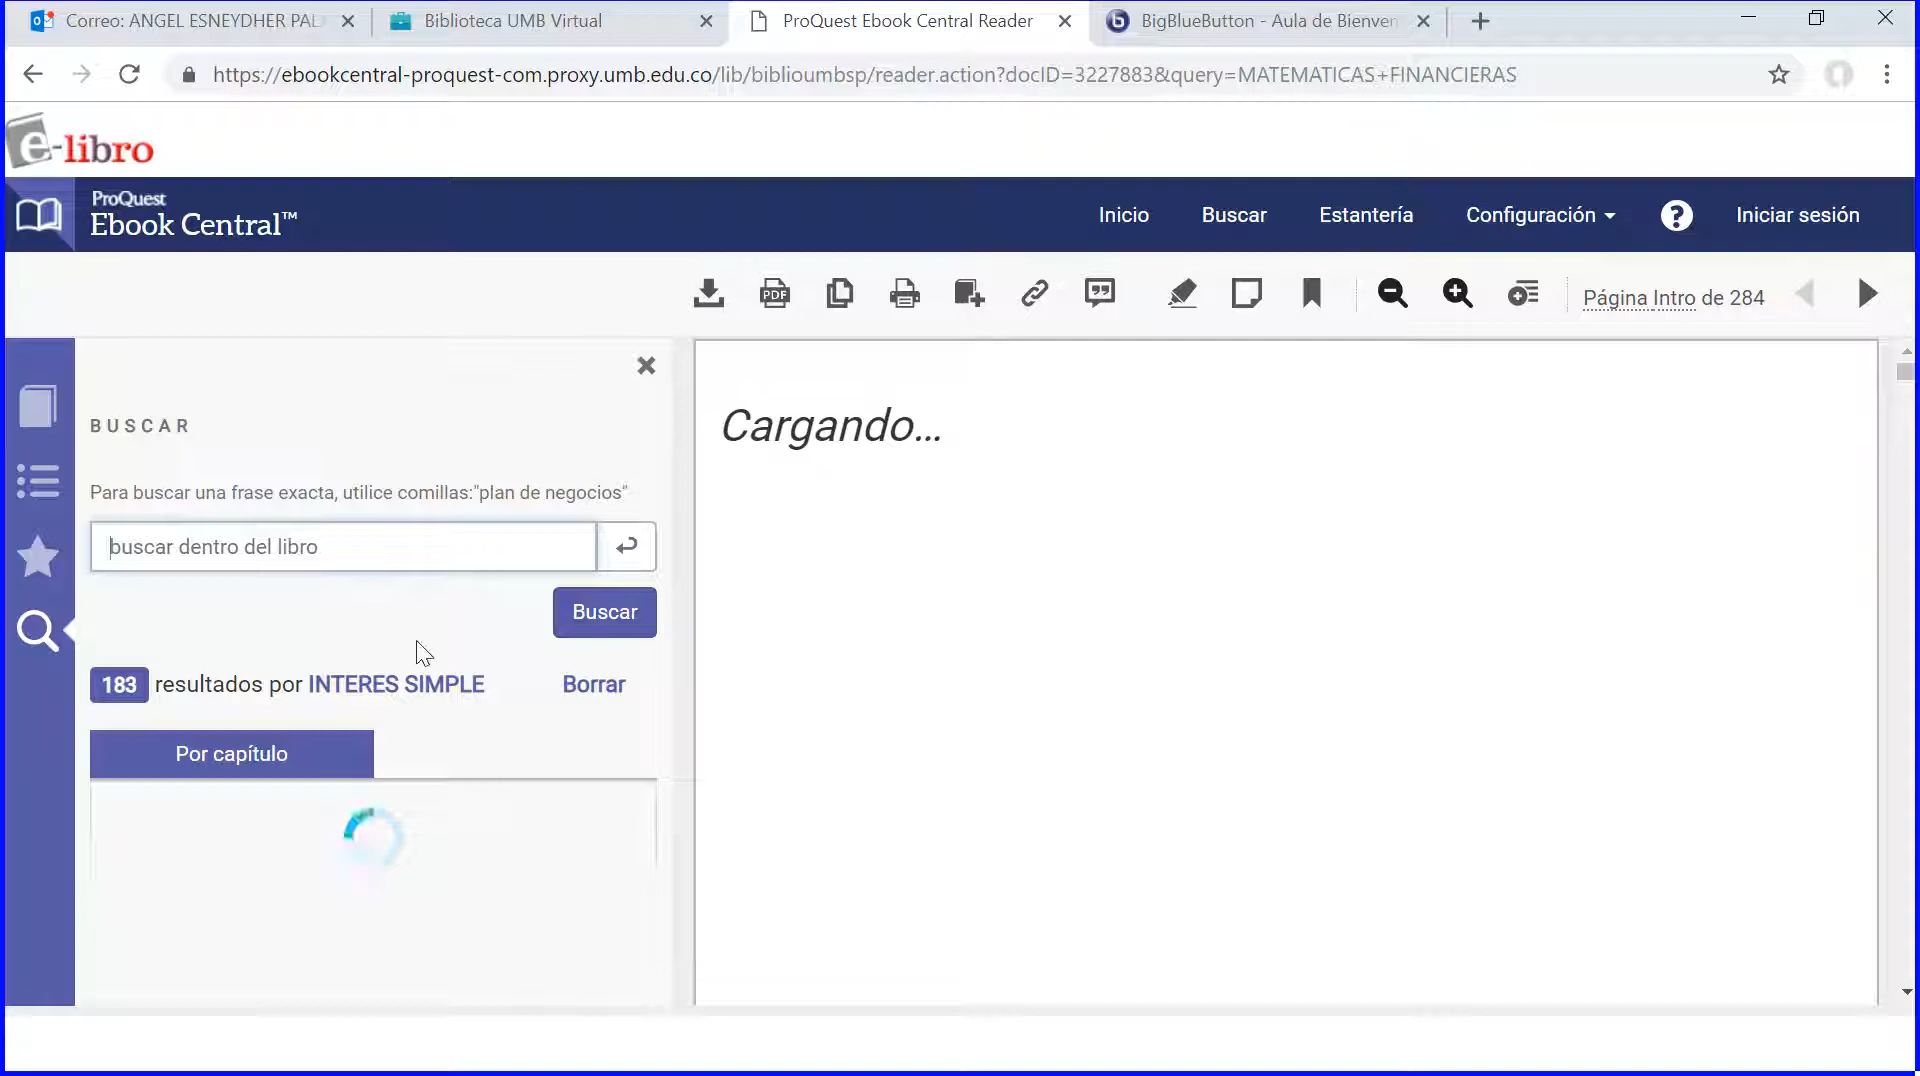 Correo: ANGEL ESNEYDHER PAL
Biblioteca UMB Virtual
ProQuest Ebook Central Reader
BigBlueButton - Aula de Bienven
https://ebookcentral-proquest-com.proxy.umb.edu.co/lib/biblioumbsp/reader.action?docID=3227883&query=MATEMATICAS+FINANCIERAS
e-libro
ProQuest
Ebook Central™
Inicio
Buscar
Estantería
Configuración
?
Iniciar sesión
PDF
Página Intro de 284
BUSCAR
Para buscar una frase exacta, utilice comillas:"plan de negocios"
buscar dentro del libro
Buscar
183 resultados por INTERES SIMPLE
Borrar
Por capítulo
Cargando...